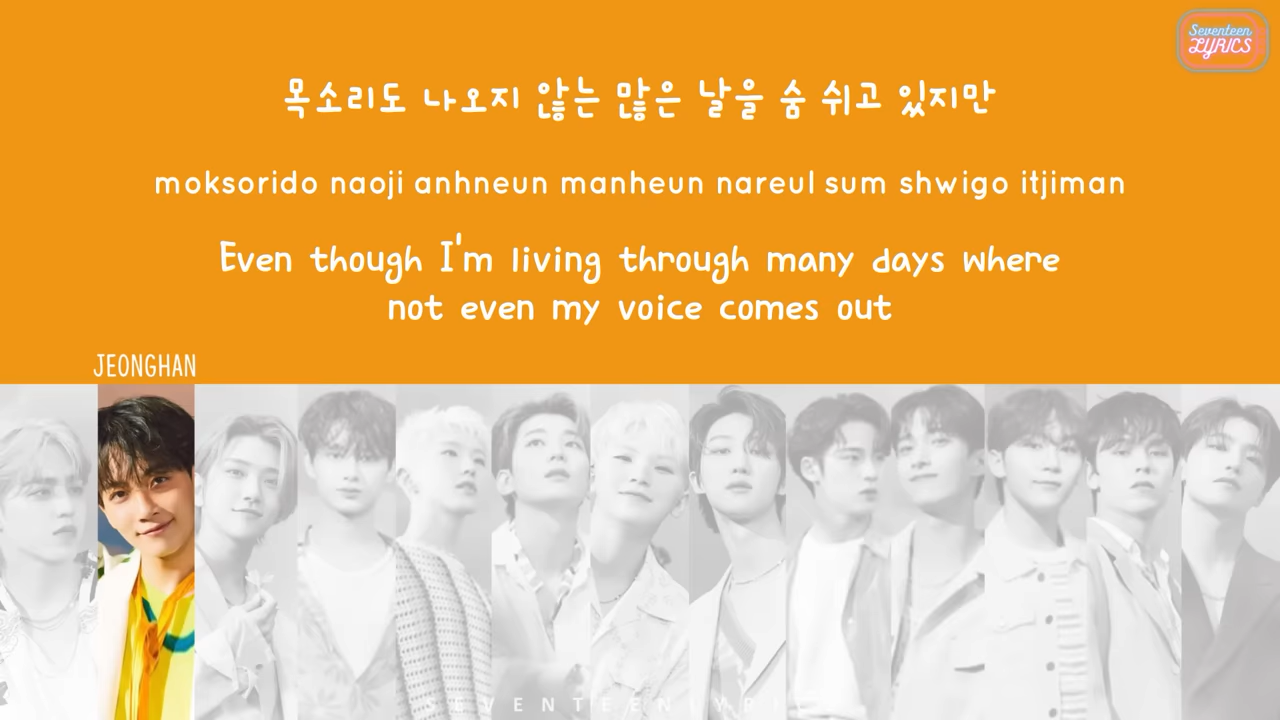 Seventeen
LYRICS
목소리도 나오지 않는 많은 날을 숨 쉬고 있지만
moksorido naoji anhneun manheun nareul sum shwigo itjiman
Even though I'm living through many days where
not even my voice comes out
JEONGHAN
SEVENTEENLYRIC